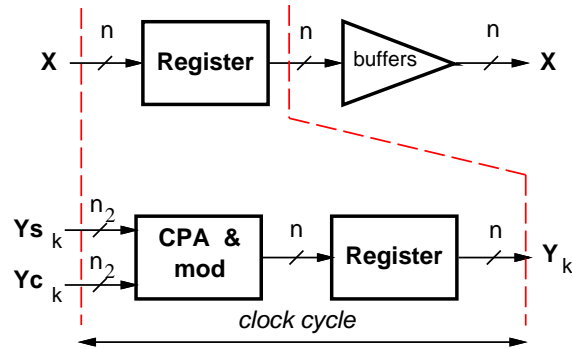 n n n
X Register buffers X
Ys k n2 CPA & n n
mod Register Y k
Yc k n2
clock cycle